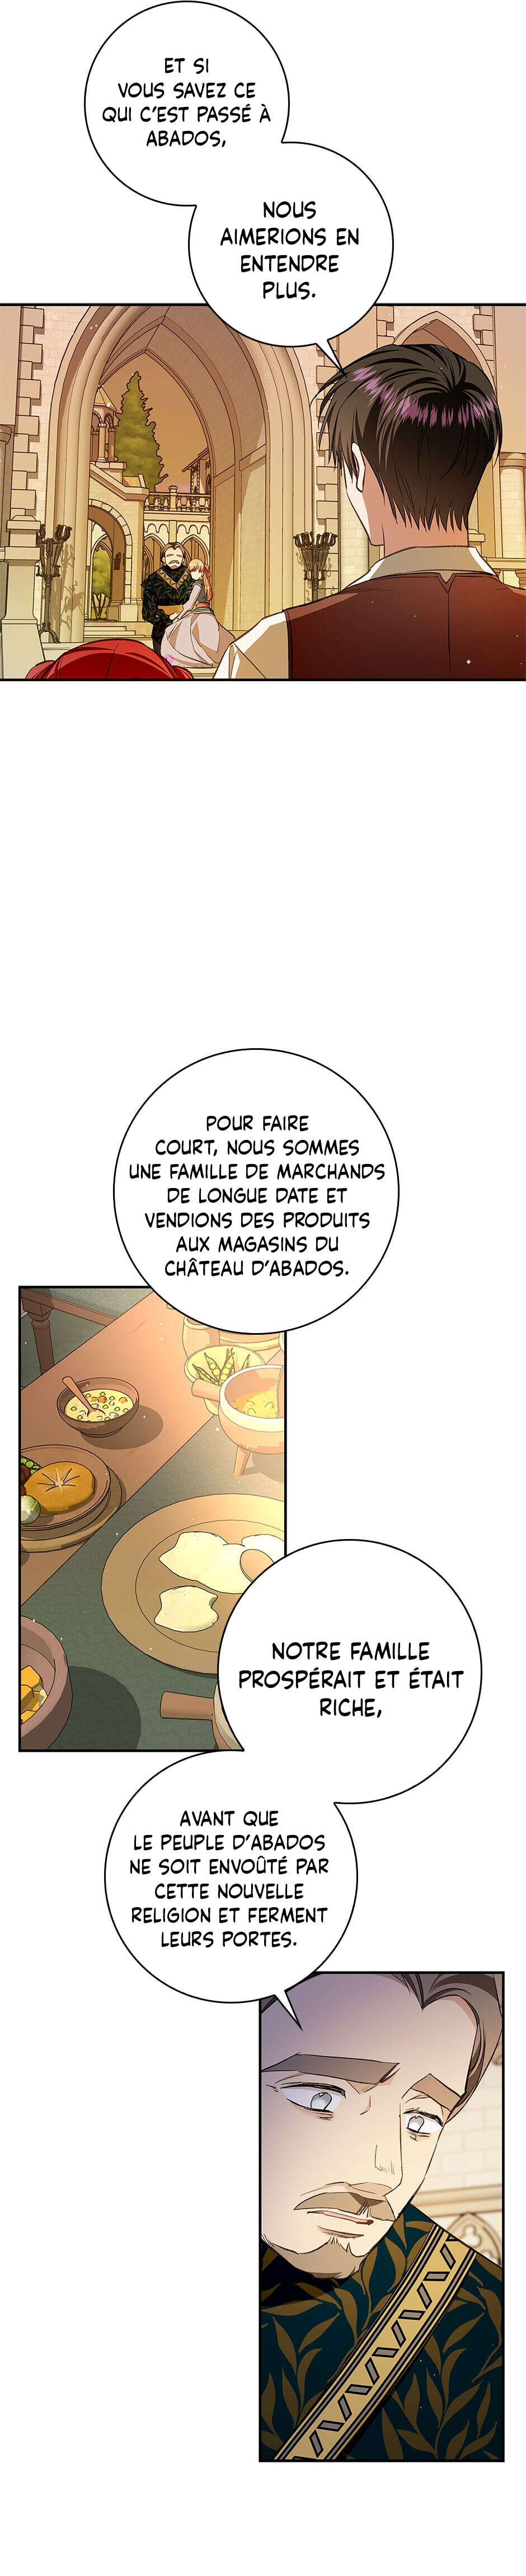 ET SI
VOUS SAVEZ CE
QUI C'EST PASSÉ À
ABADOS,
NOUS
AIMERIONS EN
ENTENDRE
PLUS.
POUR FAIRE
COURT, NOUS SOMMES
UNE FAMILLE DE MARCHANDS
DE LONGUE DATE ET
VENDIONS DES PRODUITS
AUX MAGASINS DU
CHÂTEAU D'ABADOS.
NOTRE FAMILLE
PROSPÉRAIT ET ÉTAIT
RICHE,
AVANT QUE
LE PEUPLE D'ABADOS
NE SOIT ENVOÛTÉ PAR
CETTE NOUVELLE
RELIGION ET FERMENT
LEURS PORTES.